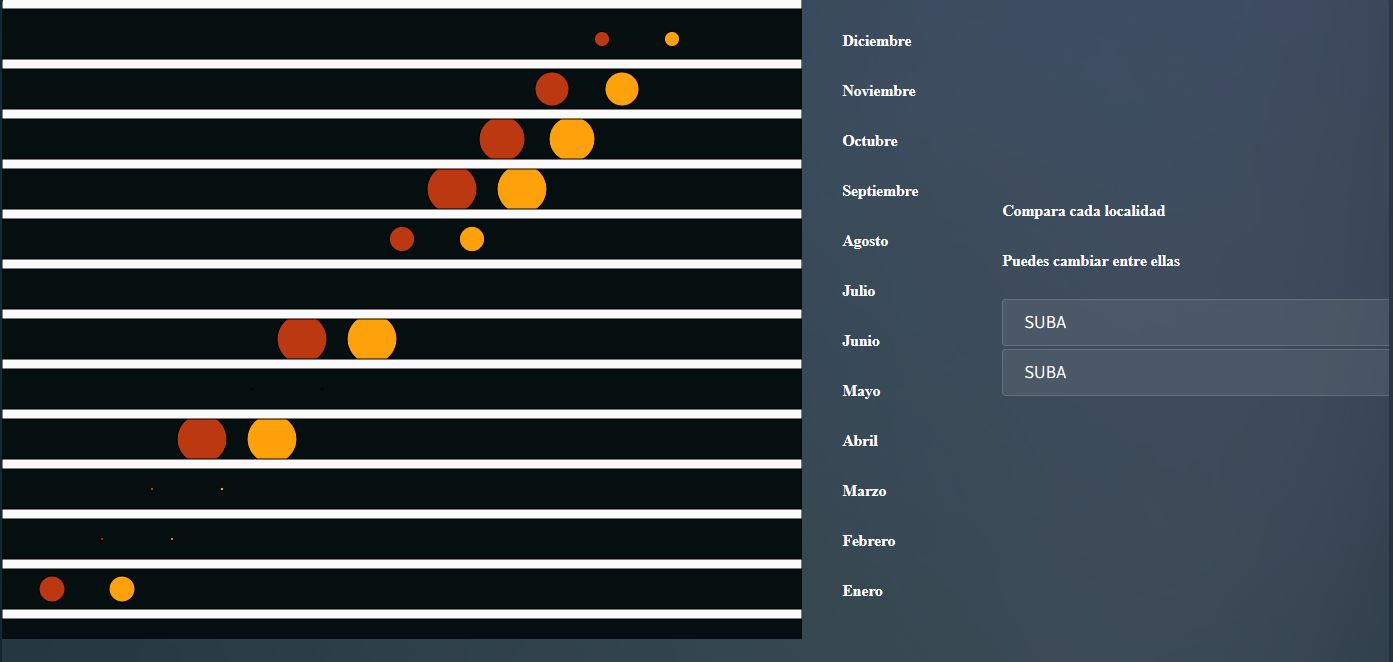 Diciembre
Noviembre
Octubre
Septiembre
Agosto
Julio
Junio
Mayo
Abril
Marzo
Febrero
Enero
Compara cada localidad
Puedes cambiar entre ellas
SUBA
SUBA